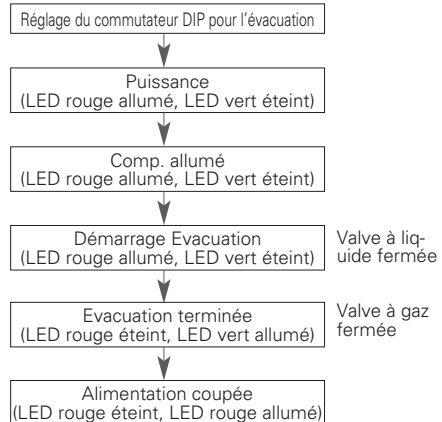 Réglage du commutateur DIP pour l'évacuation
Puissance
(LED rouge allumé, LED vert éteint)
Comp. allumé
(LED rouge allumé, LED vert éteint)
Démarrage Evacuation
(LED rouge allumé, LED vert éteint)
Valve à liq-
uide fermée
Evacuation terminée
(LED rouge éteint, LED vert allumé)
Valve à gaz
fermée
Alimentation coupée
(LED rouge éteint, LED rouge allumé)